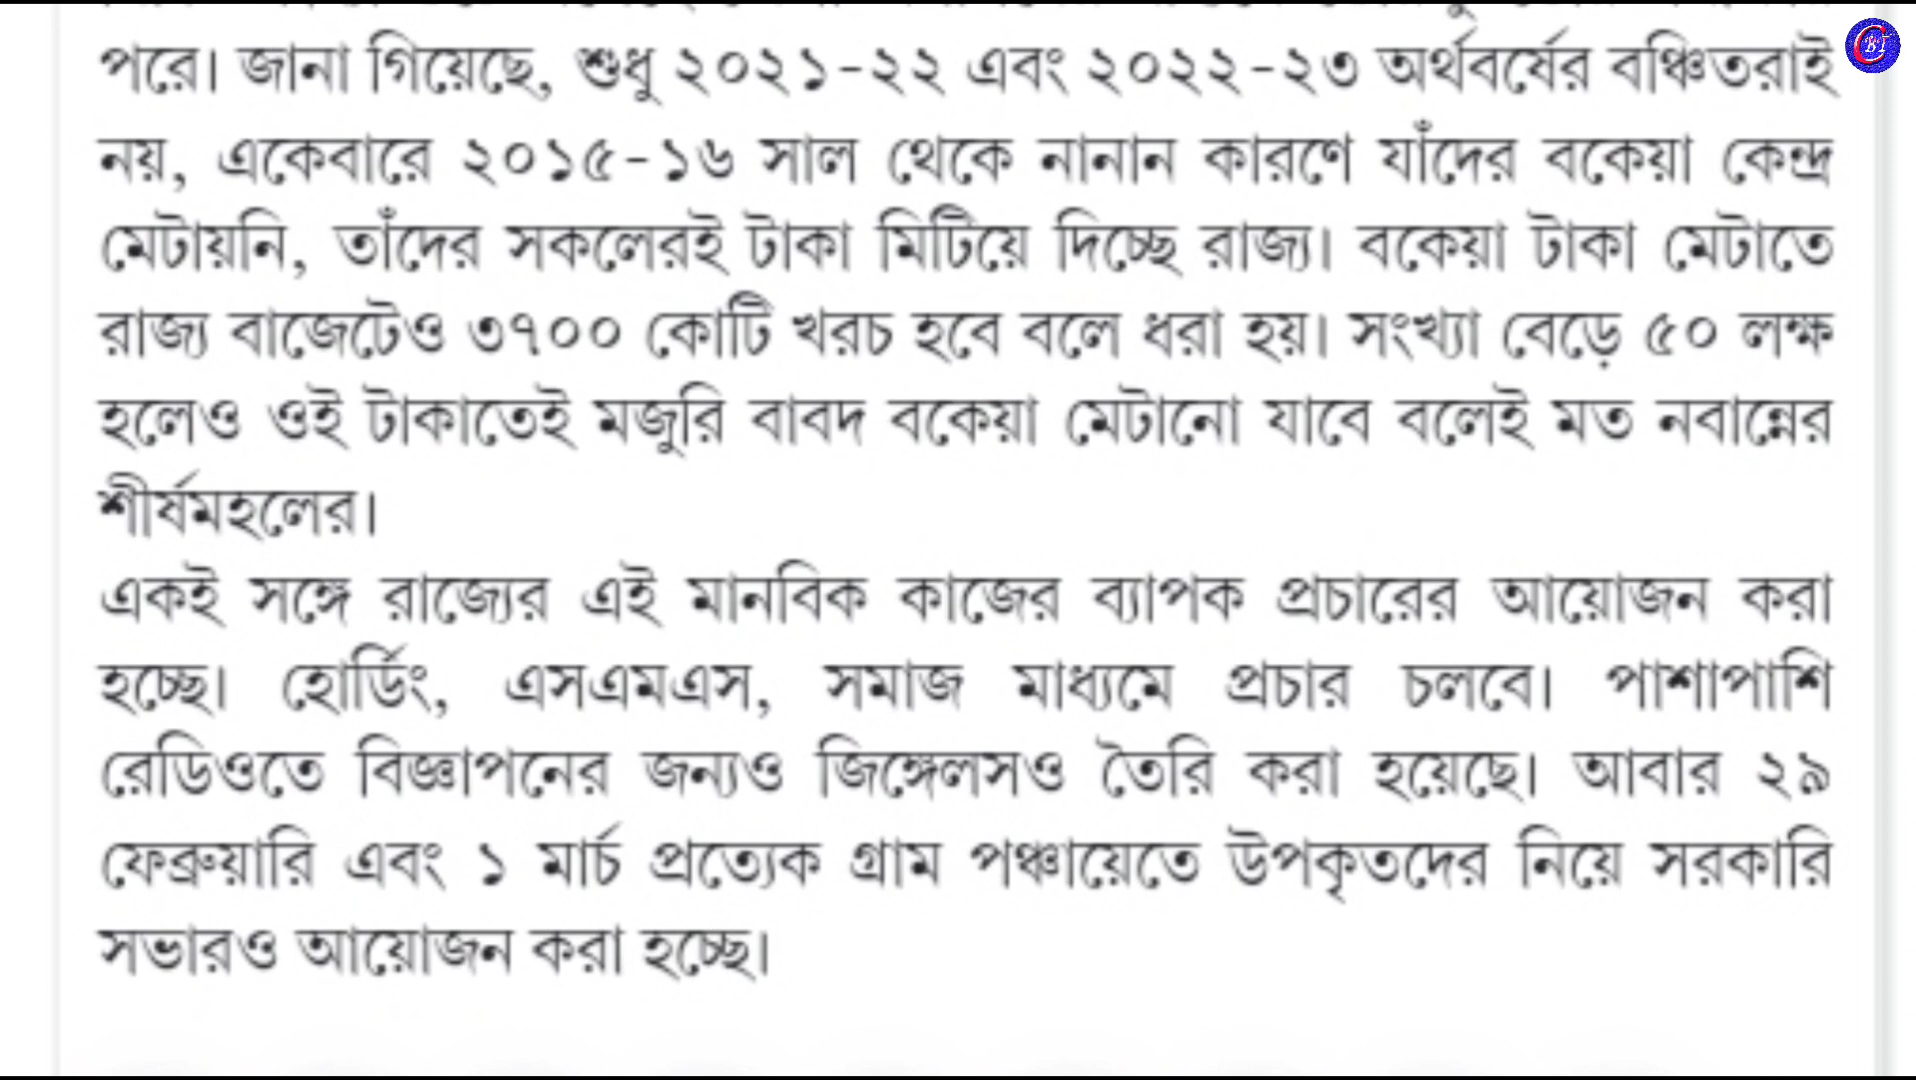 পরে। জানা গিয়েছে, শুধু ২০২১-২২ এবং ২০২২-২৩ অর্থবর্ষের বঞ্চিতরাই
নয়, একেবারে ২০১৫-১৬ সাল থেকে নানান কারণে যাঁদের বকেয়া কেন্দ্র
মেটায়নি, তাঁদের সকলেরই টাকা মিটিয়ে দিচ্ছে রাজ্য। বকেয়া টাকা মেটাতে
রাজ্য বাজেটেও ৩৭০০ কোটি খরচ হবে বলে ধরা হয়। সংখ্যা বেড়ে ৫০ লক্ষ
হলেও ওই টাকাতেই মজুরি বাবদ বকেয়া মেটানো যাবে বলেই মত নবান্নের
শীর্ষমহলের।
একই সঙ্গে রাজ্যের এই মানবিক কাজের ব্যাপক প্রচারের আয়োজন করা
হচ্ছে। হোর্ডিং, এসএমএস, সমাজ মাধ্যমে প্রচার চলবে। পাশাপাশি
রেডিওতে বিজ্ঞাপনের জন্যও জিঙ্গেলসও তৈরি করা হয়েছে। আবার ২৯
ফেব্রুয়ারি এবং ১ মার্চ প্রত্যেক গ্রাম পঞ্চায়েতে উপকৃতদের নিয়ে সরকারি
সভারও আয়োজন করা হচ্ছে।